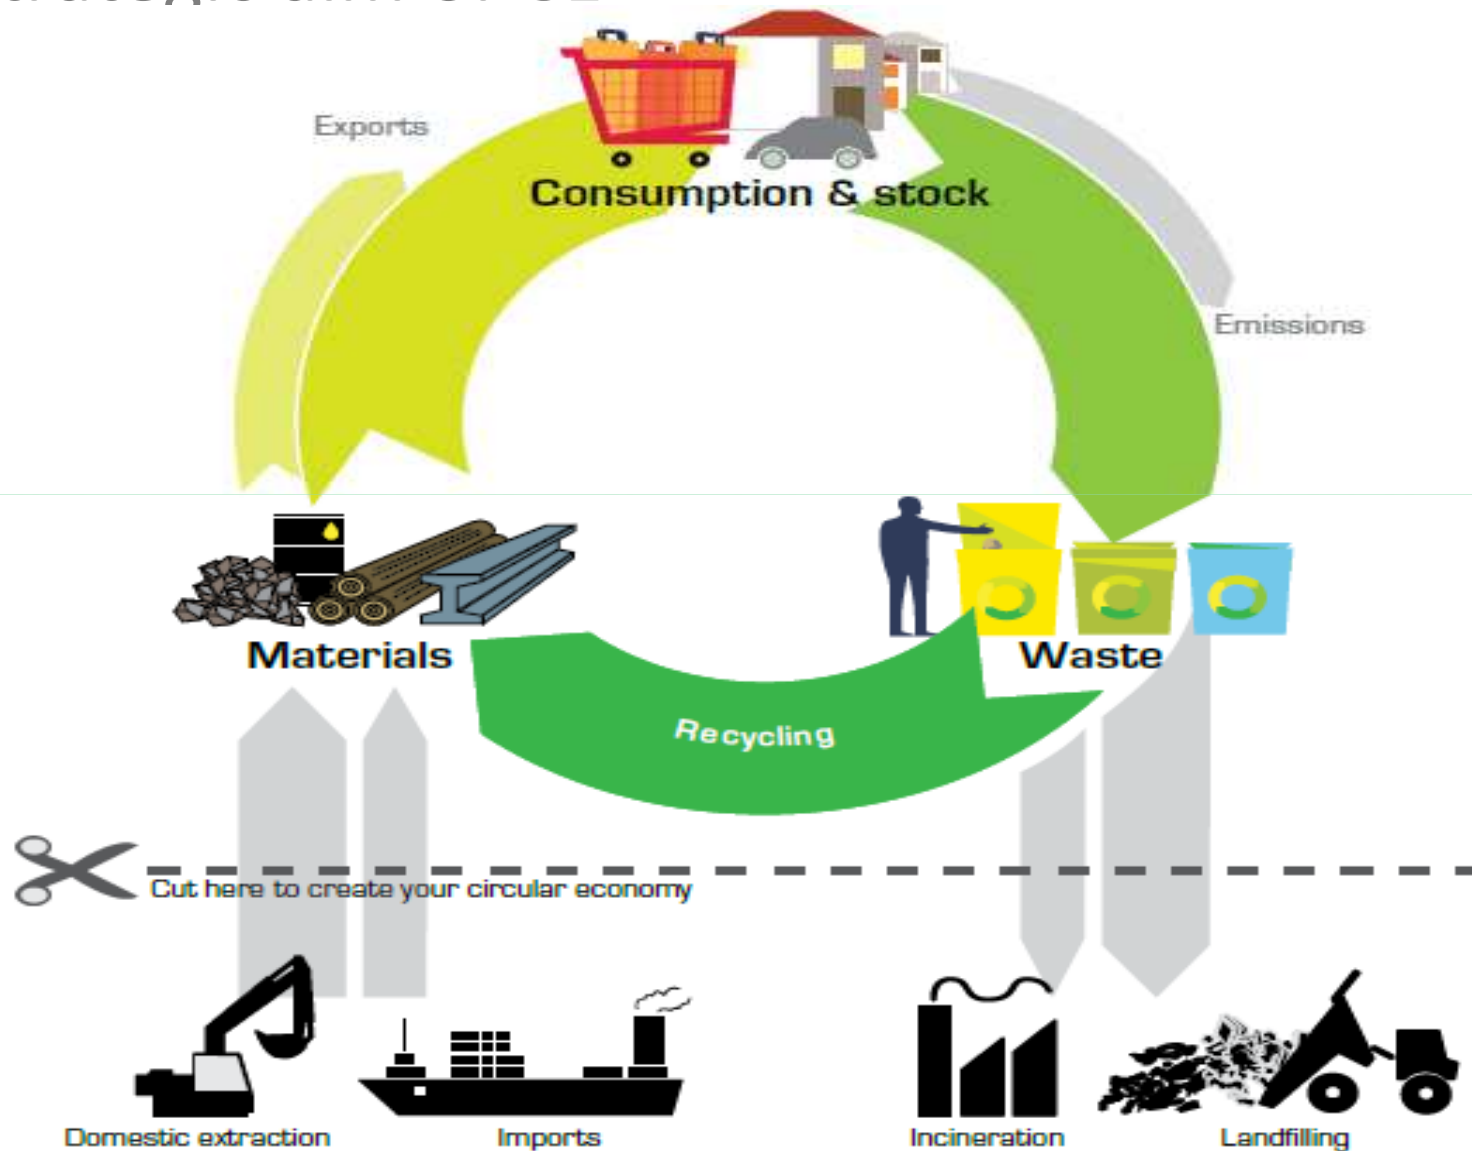 Exports
Consumption & stock
Emissions
Materials
Waste
Recycling
Cut here to create your circular economy
Domestic extraction
Imports
Incineration
Landfilling